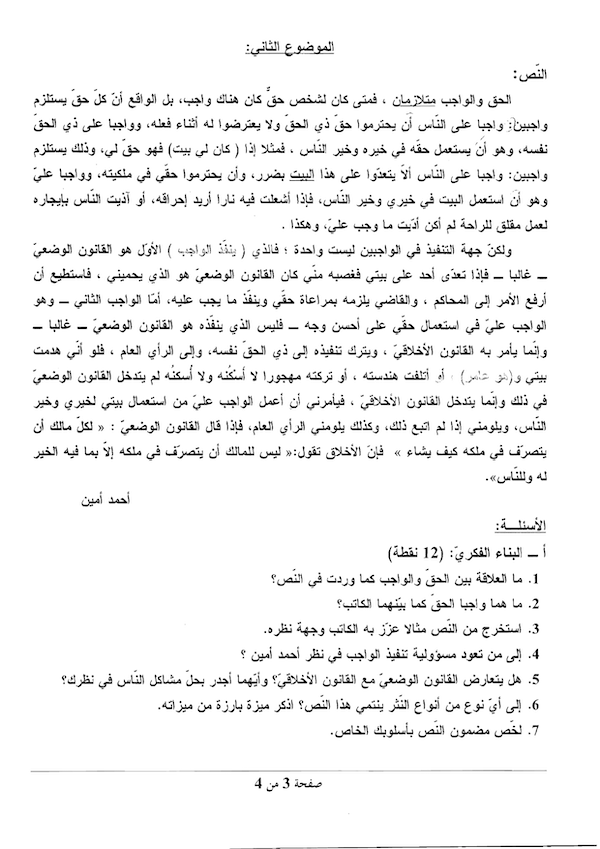 الموضوع الثاني:
النّص:
الحق والواجب متلازمان ، فمتى كان لشخص حقٌّ كان هناك واجب، بل الواقع أنّ كلّ حقّ يستلزم
واجبين: واجبا على النّاس أن يحترموا حقّ ذي الحقّ ولا يعترضوا له أثناء فعله، وواجبا على ذي الحقّ
نفسه، وهو أنْ يستعمل حقّه في خيره وخير النّاس ، فمثلا إذا ( كان لي بيت) فهو حقّ لي، وذلك يستلزم
واجبين: واجبا على النّاس ألاّ يتعدّوا على هذا البيت بضرر، وأن يحترموا حقّي في ملكيته، وواجبا عليّ
وهو أن استعمل البيت في خيري وخير النّاس، فإذا أشعلت فيه نارا أريد إحراقه، أو آذيت النّاس بإيجاره
لعمل مقلق للراحة لم أكن أدّيت ما وجب عليّ، وهكذا .
ولكنّ جهة التنفيذ في الواجبين ليست واحدة ؛ فالذي ( ينفّذ الواجب ) الأوّل هو القانون الوضعيّ
ــ غالبا ــ فإذا تعدّى أحد على بيتي فغصبه منّي كان القانون الوضعيّ هو الذي يحميني ، فاستطيع أن
أرفع الأمر إلى المحاكم ، والقاضي يلزمه بمراعاة حقّي وينفّذ ما يجب عليه، أمّا الواجب الثاني ــ وهو
الواجب عليّ في استعمال حقّي على أحسن وجه ــ فليس الذي ينفّذه هو القانون الوضعيّ ــ غالبا ــ
وإنّما يأمر به القانون الأخلاقيّ ، ويترك تنفيذه إلى ذي الحقّ نفسه، وإلى الرأي العام ، فلو أنّي هدمت
بيتي و(هو عامر) أو أتلفت هندسته ، أو تركته مهجورا لا أسكُنه ولا أُسكنُه لم يتدخل القانون الوضعيّ
في ذلك وإنّما يتدخل القانون الأخلاقيّ ، فيأمرني أن أعمل الواجب عليّ من استعمال بيتي لخيري وخير
النّاس، ويلومني إذا لم اتبع ذلك، وكذلك يلومني الرأي العام، فإذا قال القانون الوضعيّ : « لكلّ مالك أن
يتصرّف في ملكه كيف يشاء » فإنّ الأخلاق تقول:« ليس للمالك أن يتصرّف في ملكه إلاّ بما فيه الخير
له وللنّاس».
أحمد أمين
الأسئلـــة:
أ ــ البناء الفكريّ: (12 نقطة)
1. ما العلاقة بين الحقّ والواجب كما وردت في النّص؟
2. ما هما واجبا الحقّ كما بيّنهما الكاتب؟
3. استخرج من النّص مثالا عزّز به الكاتب وجهة نظره.
4. إلى من تعود مسؤولية تنفيذ الواجب في نظر أحمد أمين ؟
5. هل يتعارض القانون الوضعيّ مع القانون الأخلاقيّ؟ وأيّهما أجدر بحلّ مشاكل النّاس في نظرك؟
6. إلى أيّ نوع من أنواع النّثر ينتمي هذا النّص؟ اذكر ميزة بارزة من ميزاته.
7. لخّص مضمون النّص بأسلوبك الخاص.
صفحة 3 من 4